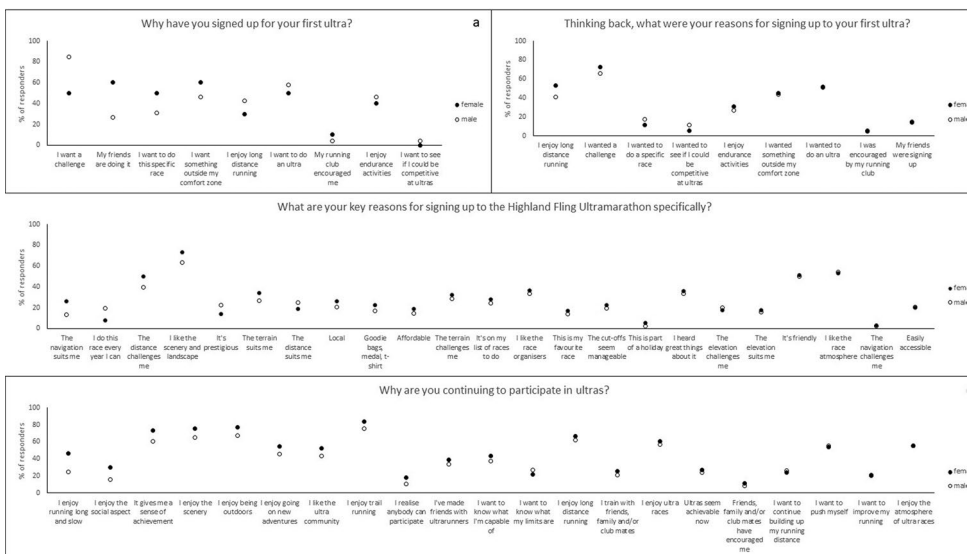 Why have you signed up for your first ultra?
a
% of responders
100
80
60
40
20
0
I want a challenge
My friends are doing it
I want to do this specific race
I want something outside my comfort zone
I enjoy long distance running
I want to do an ultra
My running club encouraged me
I enjoy endurance activities
I want to see if I could be competitive at ultras
female
male
Thinking back, what were your reasons for signing up to your first ultra?
% of responders
100
80
60
40
20
0
I enjoy long distance running
I wanted a challenge
I wanted to do a specific race
I wanted to see if I could be competitive at ultras
I enjoy endurance activities
I wanted something outside my comfort zone
I wanted to do an ultra
I was encouraged by my running club
My friends were signing up
fema
male
What are your key reasons for signing up to the Highland Fling Ultramarathon specifically?
% of responders
100
80
60
40
20
0
The navigation suits me
I do this race every year I can
The distance challenges me
I like the scenery and landscape
It's prestigious
The terrain suits me
The distance suits me
Local
Goodie bags, medal, t-shirt
Affordable
The terrain challenges me
It's on my list of races to do
I like the race organisers
This is my favourite race
The cut-offs seem manageable
This is part of a holiday
I heard great things about it
The elevation challenges me
The elevation suits me
It's friendly
I like the race atmosphere
The navigation challenges me
Easily accessible
fema
male
Why are you continuing to participate in ultras?
% of responders
100
80
60
40
20
0
I enjoy running long and slow
I enjoy the social aspect
It gives me a sense of achievement
I enjoy the scenery
I enjoy being outdoors
I enjoy going on new adventures
I like the ultra community
I enjoy trail running
I realise anybody can participate
I've made friends with ultrarunners
I want to know what I'm capable of
I want to know what my limits are
I enjoy long distance running
I train with friends, family and/or club mates
I enjoy ultra races
Ultras seem achievable now
Friends, family and/or club mates have encouraged me
I want to continue building up my running distance
I want to push myself
I want to improve my running
I enjoy the atmosphere of ultra races
fema
male